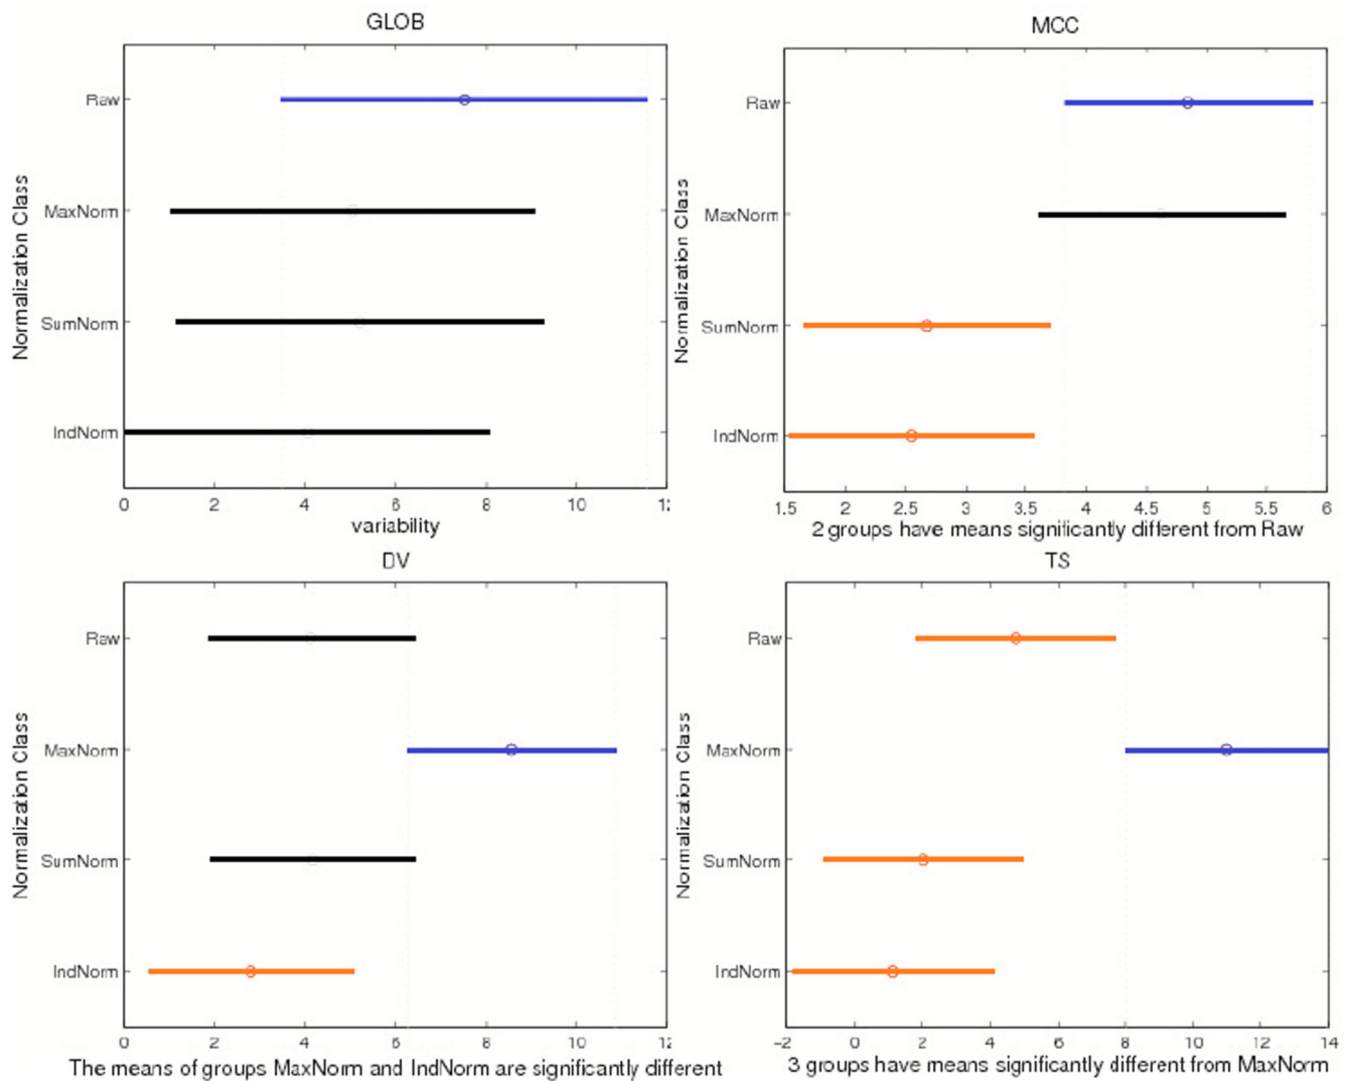 GLOB
Normalization Class
Raw
MaxNorm
SumNorm
IndNorm
0 2 4 6 8 10 1
variability
MCC
Normalization Class
Raw
MaxNorm
SumNorm
IndNorm
1.5 2 2.5 3 3.5 4 4.5 5 5.5 6
2 groups have means significantly different from Raw
DV
Normalization Class
Raw
MaxNorm
SumNorm
IndNorm
0 2 4 6 8 10 12
The means of groups MaxNorm and IndNorm are significantly different
TS
Normalization Class
Raw
MaxNorm
SumNorm
IndNorm
-2 0 2 4 6 8 10 12 14
3 groups have means significantly different from MaxNorm